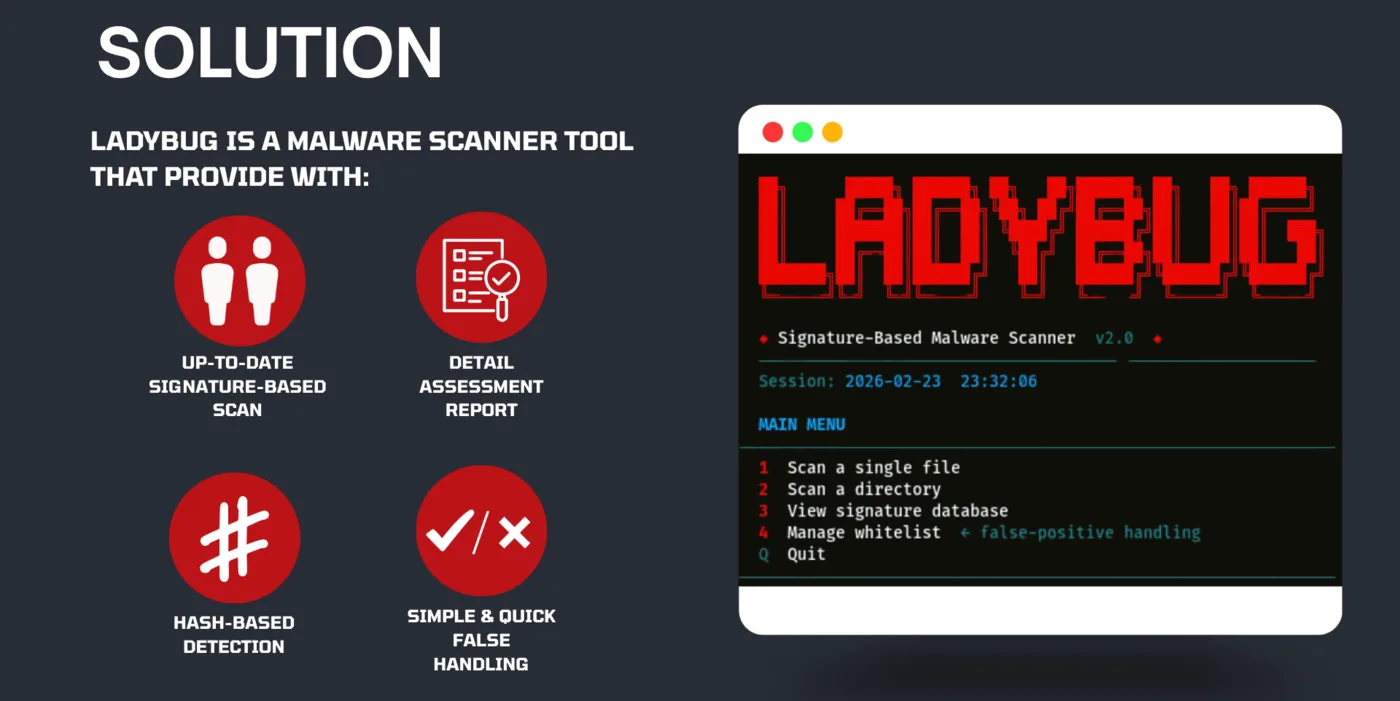 SOLUTION
LADYBUG IS A MALWARE SCANNER TOOL
THAT PROVIDE WITH:
UP-TO-DATE
SIGNATURE-BASED
SCAN
DETAIL
ASSESSMENT
REPORT
HASH-BASED
DETECTION
SIMPLE & QUICK
FALSE
HANDLING
LADYBUG
◆ Signature-Based Malware Scanner v2.0 ◆
Session: 2026-02-23 23:32:06
MAIN MENU
1 Scan a single file
2 Scan a directory
3 View signature database
4 Manage whitelist ← false-positive handling
Q Quit